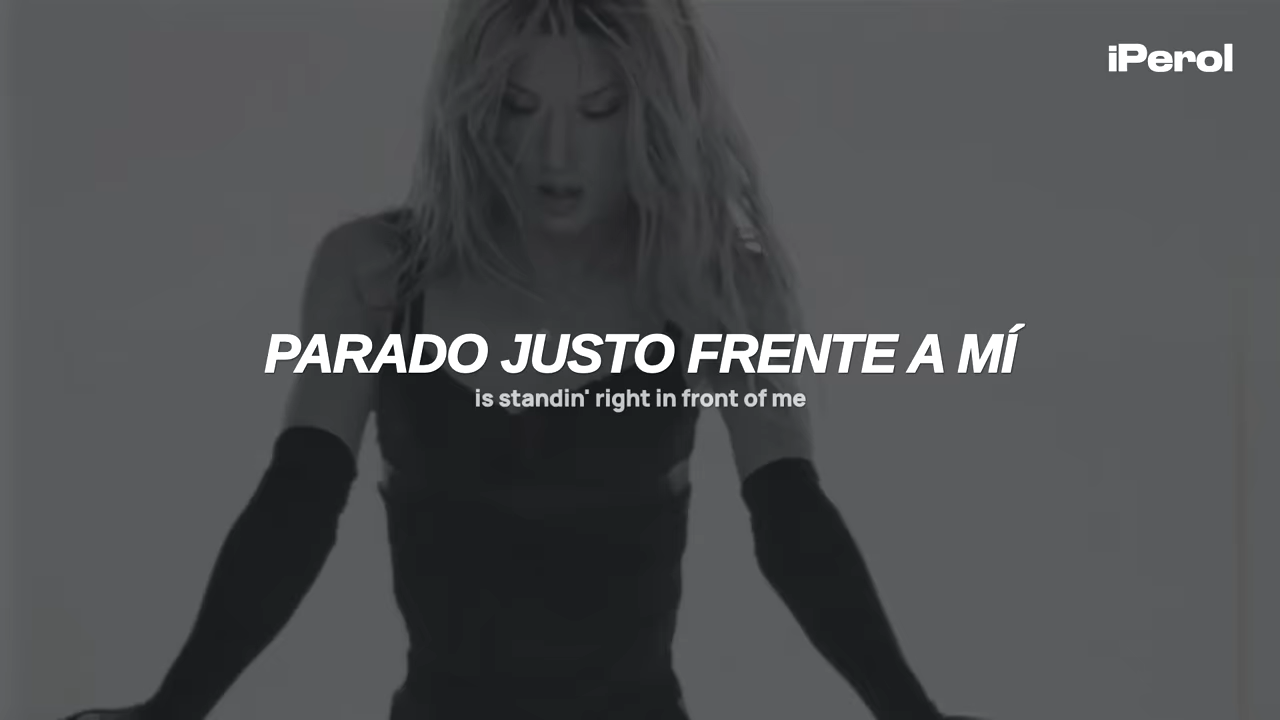 iPerol
PARADO JUSTO FRENTE A MÍ
is standin' right in front of me